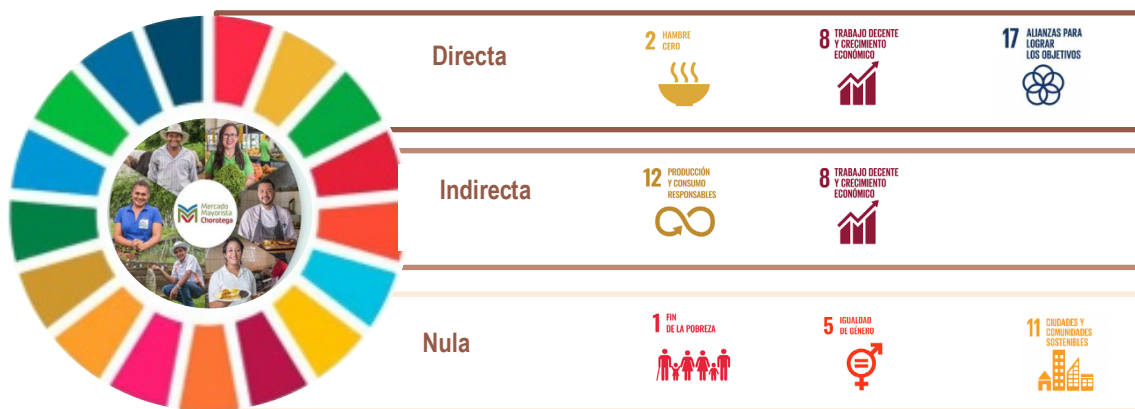 Directa
2 HAMBRE
CERO
8 TRABAJO DECENTE
Y CRECIMIENTO
ECONÓMICO
17 ALIANZAS PARA
LOGRAR
LOS OBJETIVOS
Mercado
Mayorista
Chorotega
Indirecta
12 PRODUCCIÓN
Y CONSUMO
RESPONSABLES
8 TRABAJO DECENTE
Y CRECIMIENTO
ECONÓMICO
Nula
1 FIN
DE LA POBREZA
5 IGUALDAD
DE GÉNERO
11 CIUDADES Y
COMUNIDADES
SOSTENIBLES